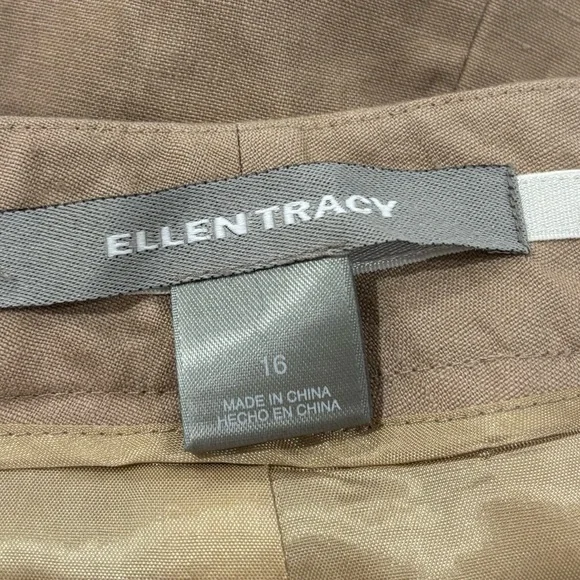 ELLEN TRACY
16
MADE IN CHINA
HECHO EN CHINA